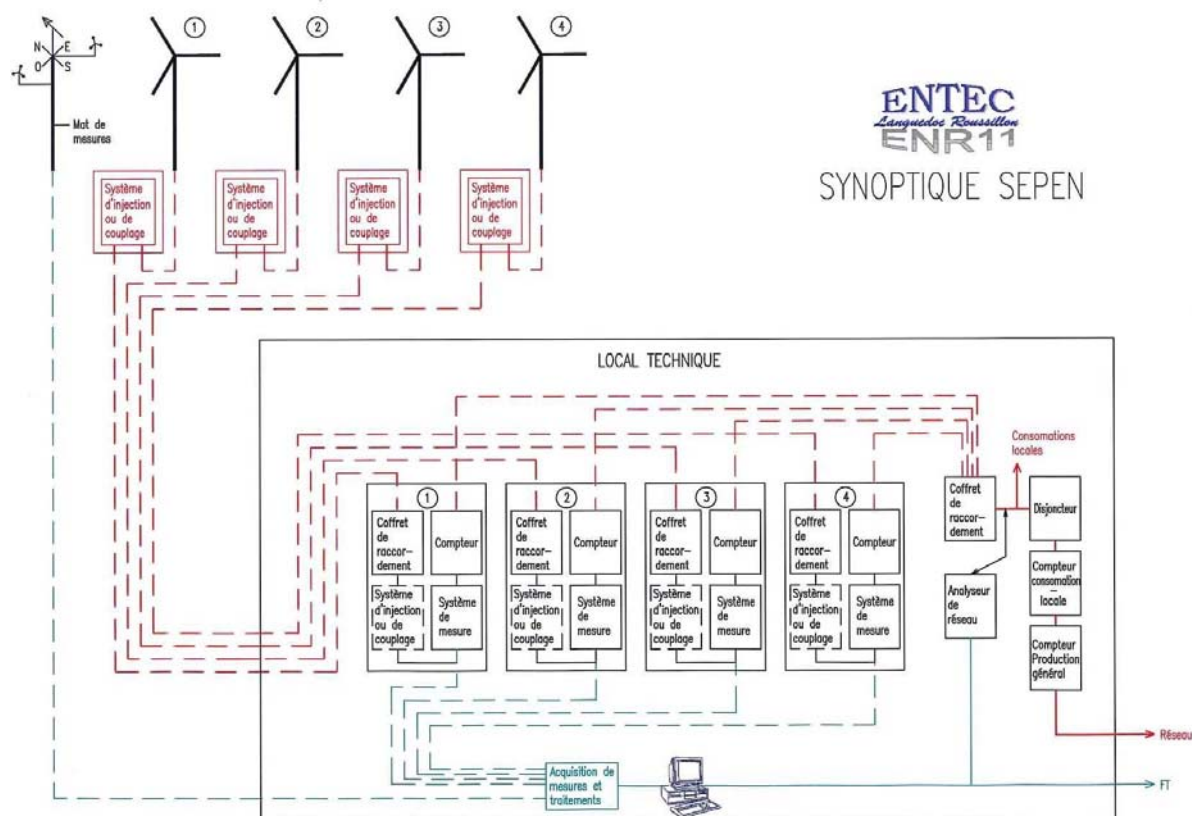 1
2
3
4
N
E
O
S
Mat de
mesures
ENTEC
Languedoc Roussillon
ENR11
SYNOPTIQUE SEPEN
Système
d'injection
ou de
couplage
Système
d'injection
ou de
couplage
Système
d'injection
ou de
couplage
Système
d'injection
ou de
couplage
LOCAL TECHNIQUE
Consomations
locales
1
2
3
4
Coffret
de
raccor-
dement
Compteur
Coffret
de
raccor-
dement
Compteur
Coffret
de
raccor-
dement
Compteur
Coffret
de
raccor-
dement
Compteur
Coffret
de
raccor-
dement
Disjoncteur
Système
d'injection
ou de
couplage
Système
de
mesure
Système
d'injection
ou de
couplage
Système
de
mesure
Système
d'injection
ou de
couplage
Système
de
mesure
Système
d'injection
ou de
couplage
Système
de
mesure
Analyseur
de
réseau
Compteur
consomation
-locale
Compteur
Production
général
Réseau
Acquisition de
mesures et
traitements
FT